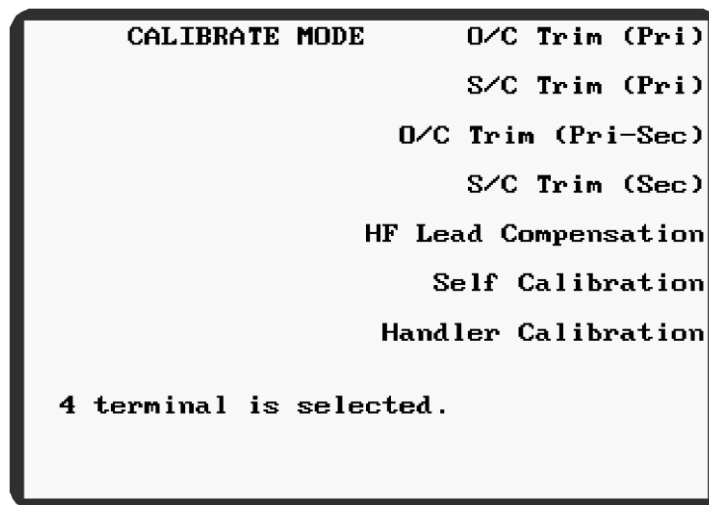 CALIBRATE MODE O/C Trim (Pri)
S/C Trim (Pri)
O/C Trim (Pri-Sec)
S/C Trim (Sec)
HF Lead Compensation
Self Calibration
Handler Calibration
4 terminal is selected.